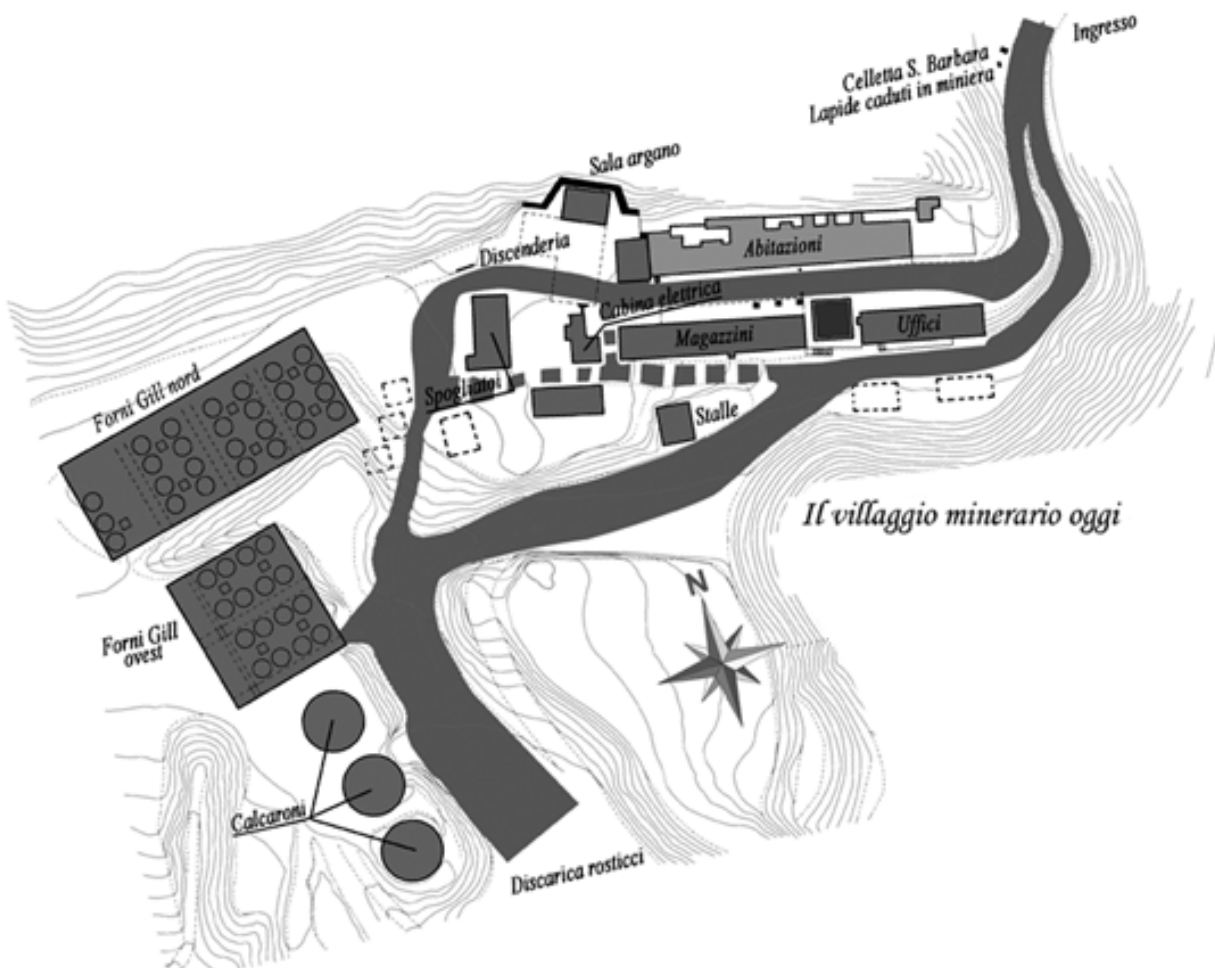 Ingresso
Celletta S. Barbara
Lapide caduti in miniera
Sala argano
Discenderia
Abitazioni
Cabina elettrica
Magazzini
Uffici
Spogliatoi
Stalle
Forni Gill nord
Il villaggio minerario oggi
N
Forni Gill
ovest
Calcaroni
Discarica rosticci